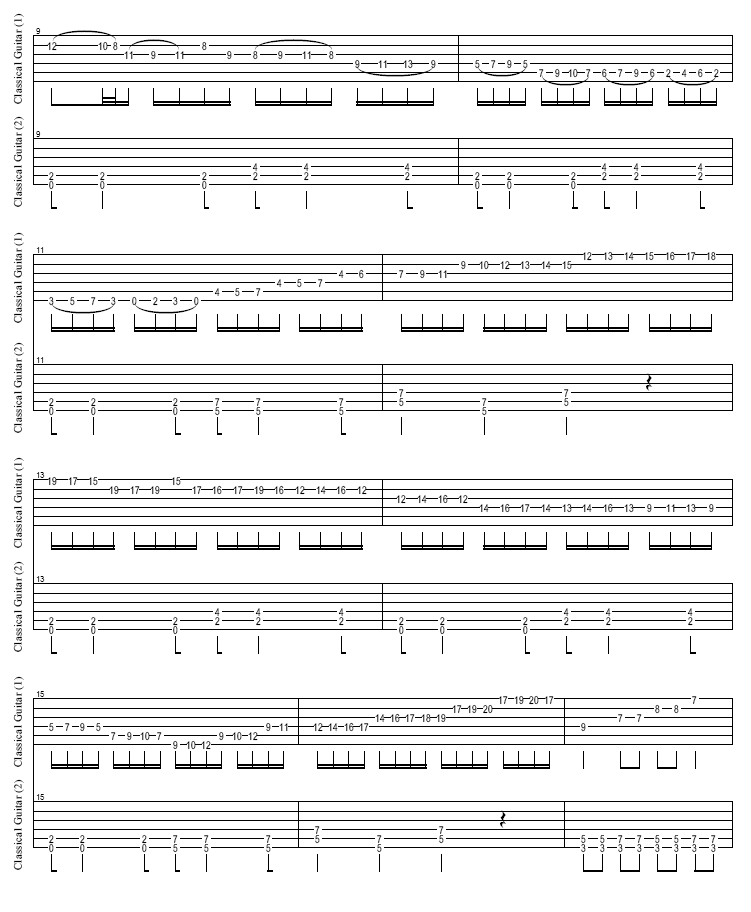 Classical Guitar (1)
9
12 10 8 8
11 9 11 9 8 9 11 8
9 11 13 9 5 7 9 5
7 9 10 7 6 7 9 6 2 4 6 2
Classical Guitar (2)
9
4 4 4 4 4 4
2 2 2 2 2 2 2 2 2 2 2 2
0 0 0 0 0 0
Classical Guitar (1)
11
12 13 14 15 16 17 18
9 10 12 13 14 15
4 6 7 9 11
4 5 7
4 5 7
3 5 7 3 0 2 3 0
Classical Guitar (2)
11
7 7
2 2 2 7 7 7 5 7 5
0 0 0 5 5 5 5
Classical Guitar (1)
13
19 17 15 15
19 17 19 17 16 17 19 16 12 14 16 12
12 14 16 12
14 16 17 14 13 14 16 13 9 11 13 9
Classical Guitar (2)
13
4 4 4 4 4 4
2 2 2 2 2 2 2 2 2 2 2 2
0 0 0 0 0 0
Classical Guitar (1)
15
17 19 20 17 7
17 19 20 8 8
14 16 17 18 19 7 7
5 7 9 5 9 11 12 14 16 17 9
7 9 10 7 9 10 12
9 10 12
Classical Guitar (2)
15
7 7
2 2 2 7 7 7 5 7 5 5 5 7 7 5 5 7 7
0 0 0 5 5 5 5 3 3 5 5 3 3 5 5